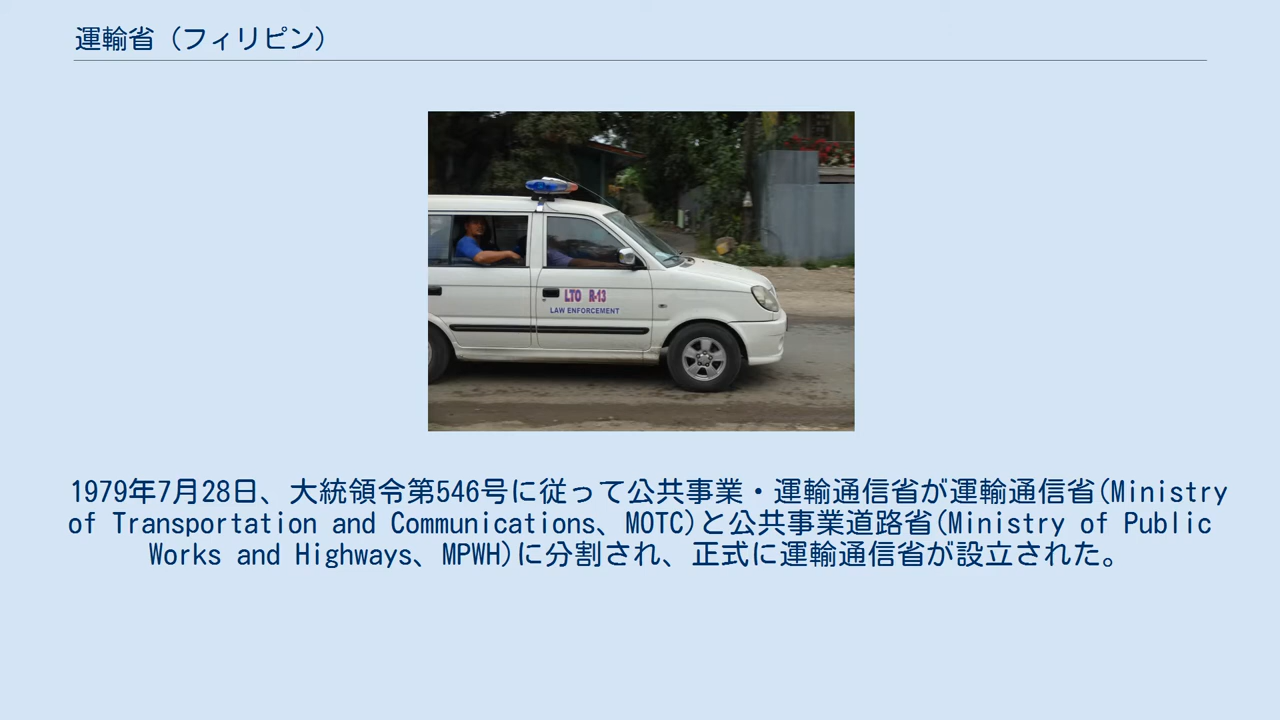 運輸省（フィリピン）
LTO R-13
LAW ENFORCEMENT
1979年7月28日、大統領令第546号に従って公共事業・運輸通信省が運輸通信省(Ministry
of Transportation and Communications、MOTC)と公共事業道路省(Ministry of Public
Works and Highways、MPWH)に分割され、正式に運輸通信省が設立された。